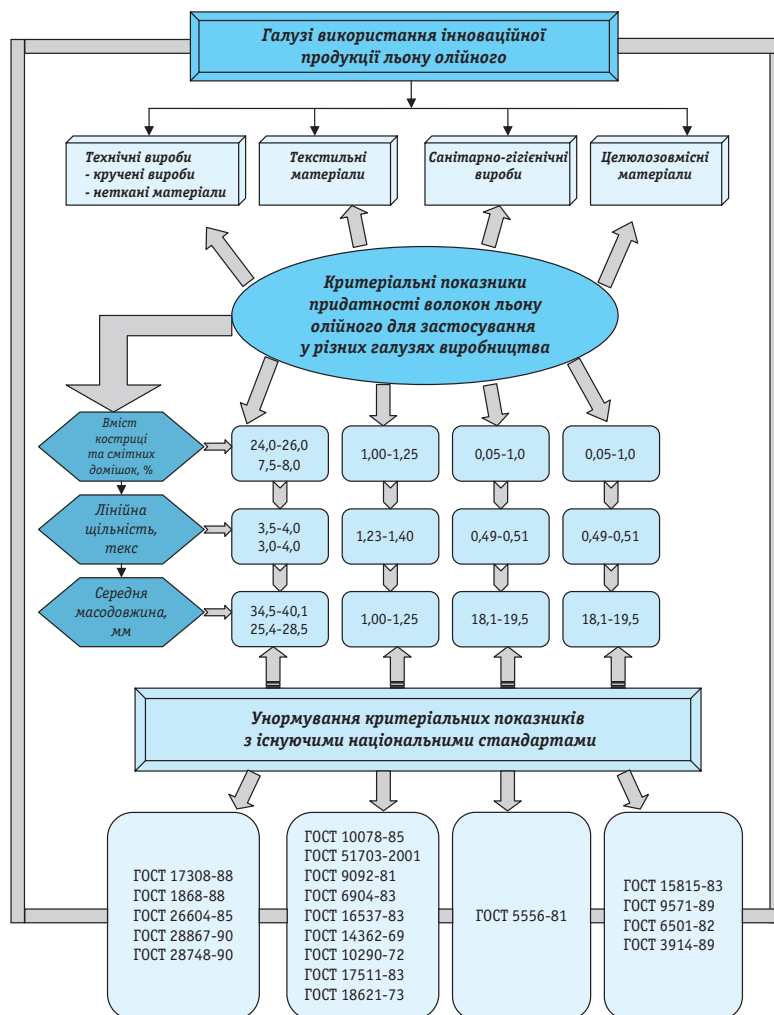 Галузі використання інноваційної
продукції льону олійного
Технічні вироби
- кручені вироби
- неткані матеріали
Текстильні
матеріали
Санітарно-гігієнічні
вироби
Целюлозовмісні
матеріали
Критеріальні показники
придатності волокон льону
олійного для застосування
у різних галузях виробництва
Вміст
костриці
та смітних
домішок, %
24,0-26,0
7,5-8,0
1,00-1,25
0,05-1,0
0,05-1,0
Лінійна
щільність,
текс
3,5-4,0
3,0-4,0
1,23-1,40
0,49-0,51
0,49-0,51
Середня
масодовжина,
мм
34,5-40,1
25,4-28,5
1,00-1,25
18,1-19,5
18,1-19,5
Унормування критеріальних показників
з існуючими національними стандартами
ГОСТ 17308-88
ГОСТ 1868-88
ГОСТ 26604-85
ГОСТ 28867-90
ГОСТ 28748-90
ГОСТ 10078-85
ГОСТ 51703-2001
ГОСТ 9092-81
ГОСТ 6904-83
ГОСТ 16537-83
ГОСТ 14362-69
ГОСТ 10290-72
ГОСТ 17511-83
ГОСТ 18621-73
ГОСТ 5556-81
ГОСТ 15815-83
ГОСТ 9571-89
ГОСТ 6501-82
ГОСТ 3914-89